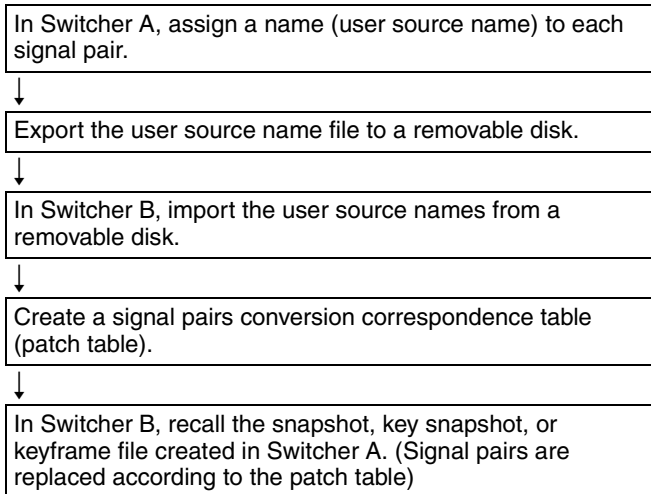 In Switcher A, assign a name (user source name) to each
signal pair.
Export the user source name file to a removable disk.
In Switcher B, import the user source names from a
removable disk.
Create a signal pairs conversion correspondence table
(patch table).
In Switcher B, recall the snapshot, key snapshot, or
keyframe file created in Switcher A. (Signal pairs are
replaced according to the patch table)